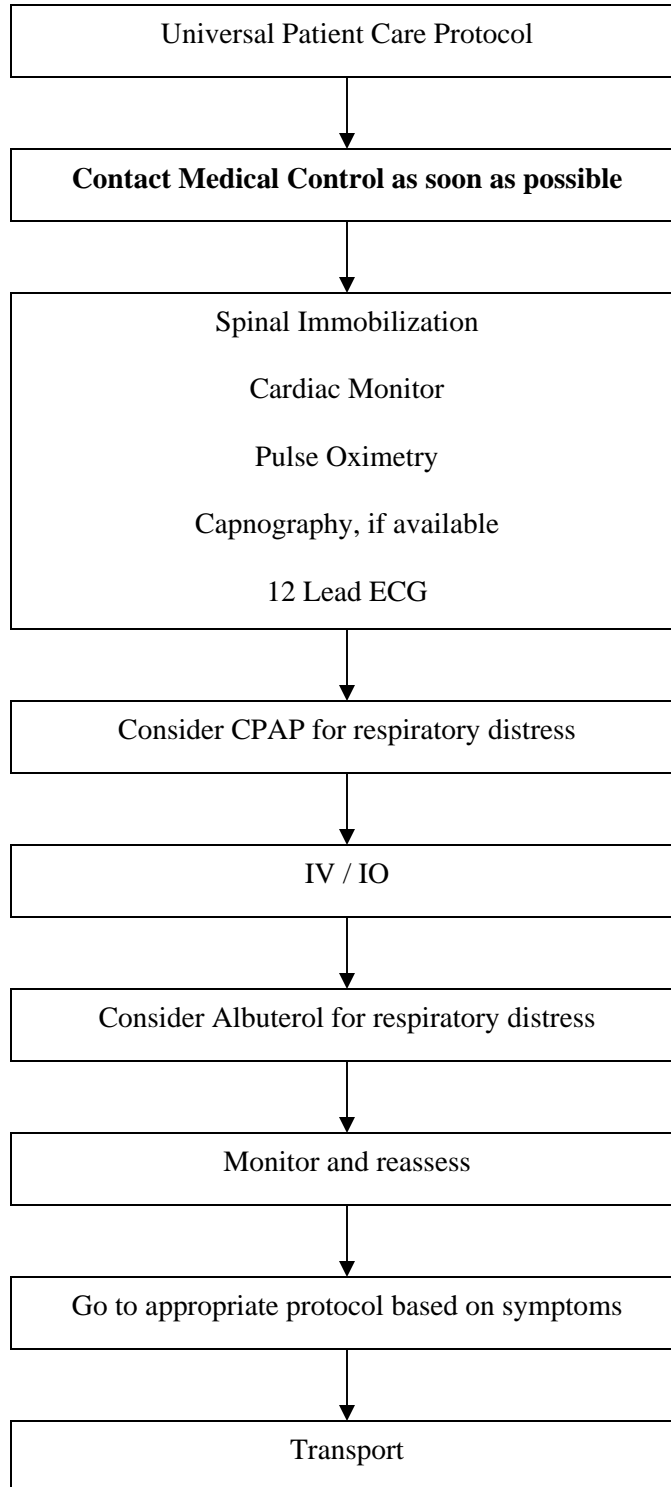 Universal Patient Care Protocol
Contact Medical Control as soon as possible
Spinal Immobilization
Cardiac Monitor
Pulse Oximetry
Capnography, if available
12 Lead ECG
Consider CPAP for respiratory distress
IV / IO
Consider Albuterol for respiratory distress
Monitor and reassess
Go to appropriate protocol based on symptoms
Transport